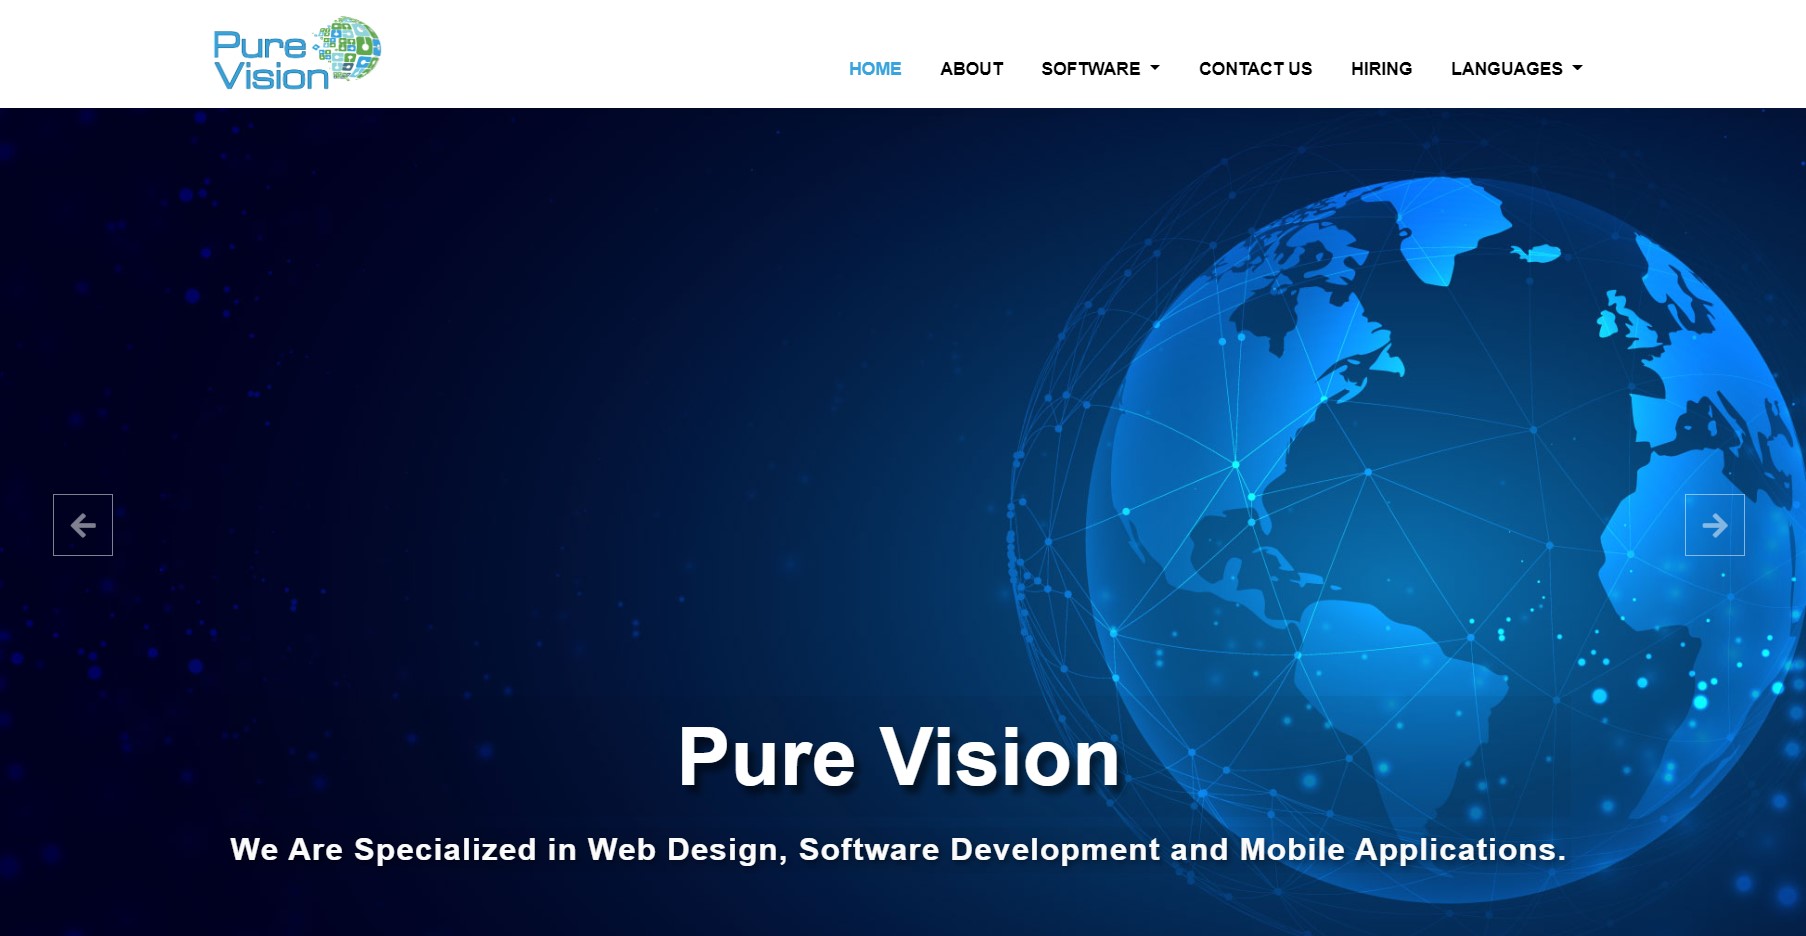 Pure
Vision
HOME ABOUT SOFTWARE CONTACT US HIRING LANGUAGES
Pure Vision
We Are Specialized in Web Design, Software Development and Mobile Applications.